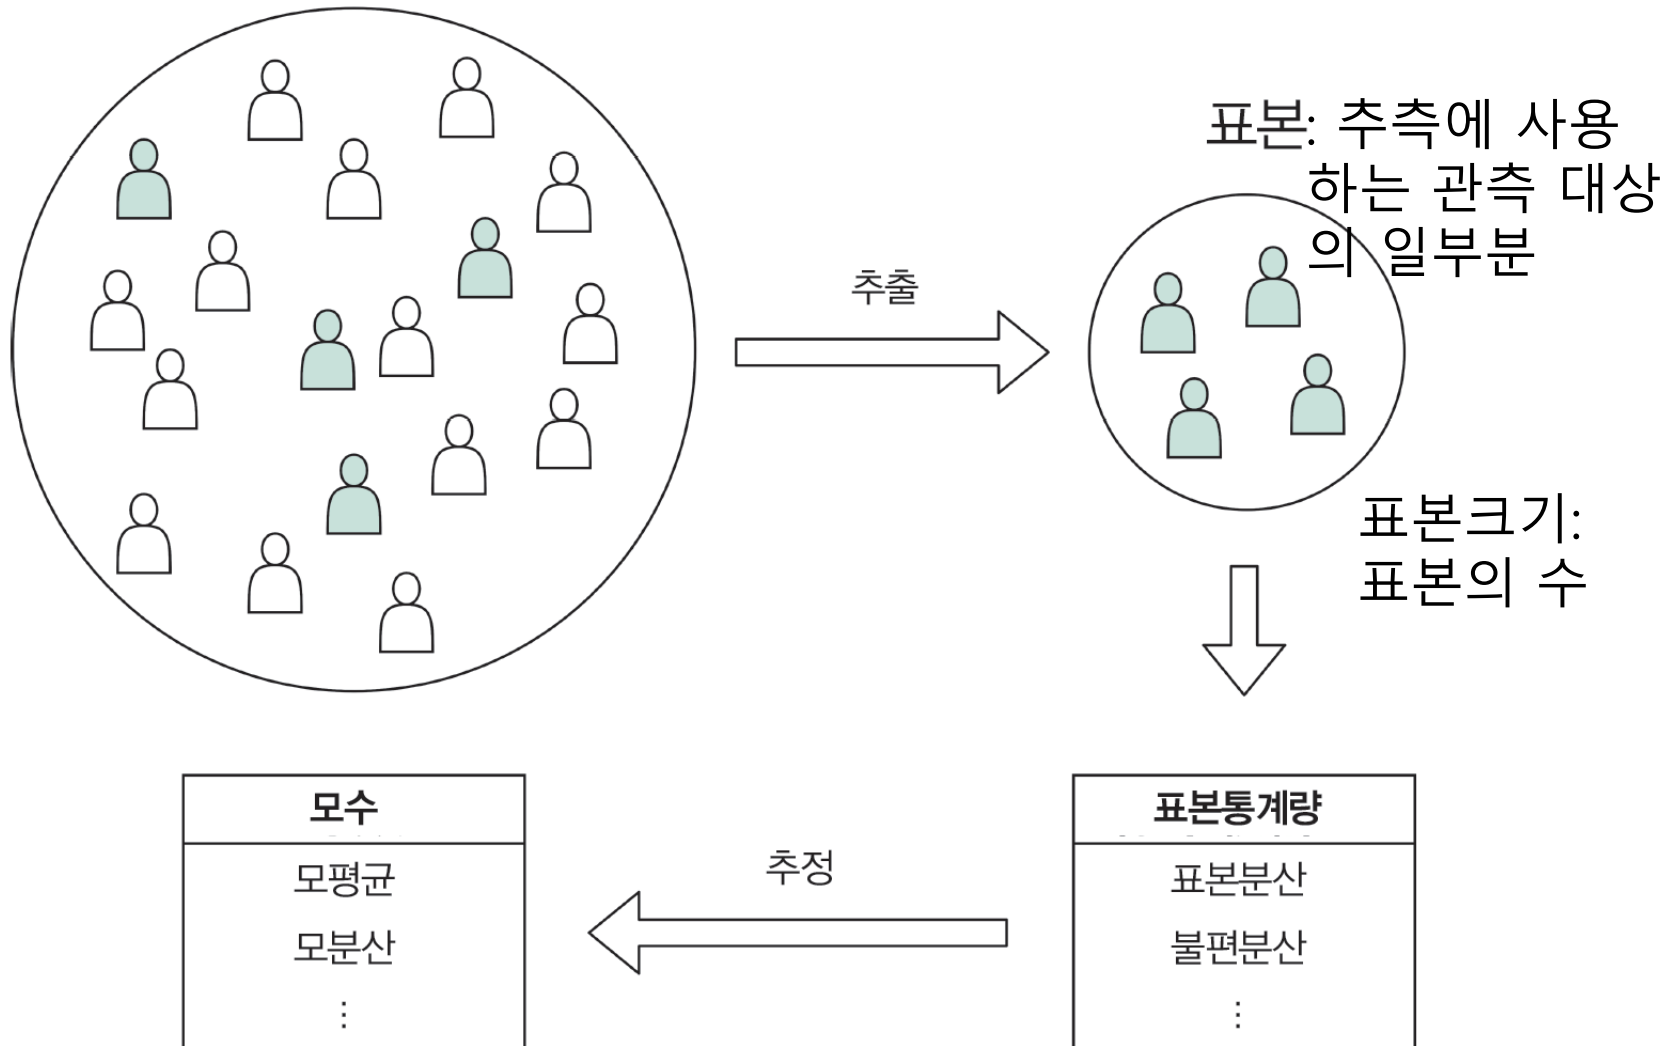 표본: 추측에 사용
하는 관측 대상
의 일부분
추출
표본크기:
표본의 수
모수
모평균
모분산
⋮
추정
표본통계량
표본분산
불편분산
⋮